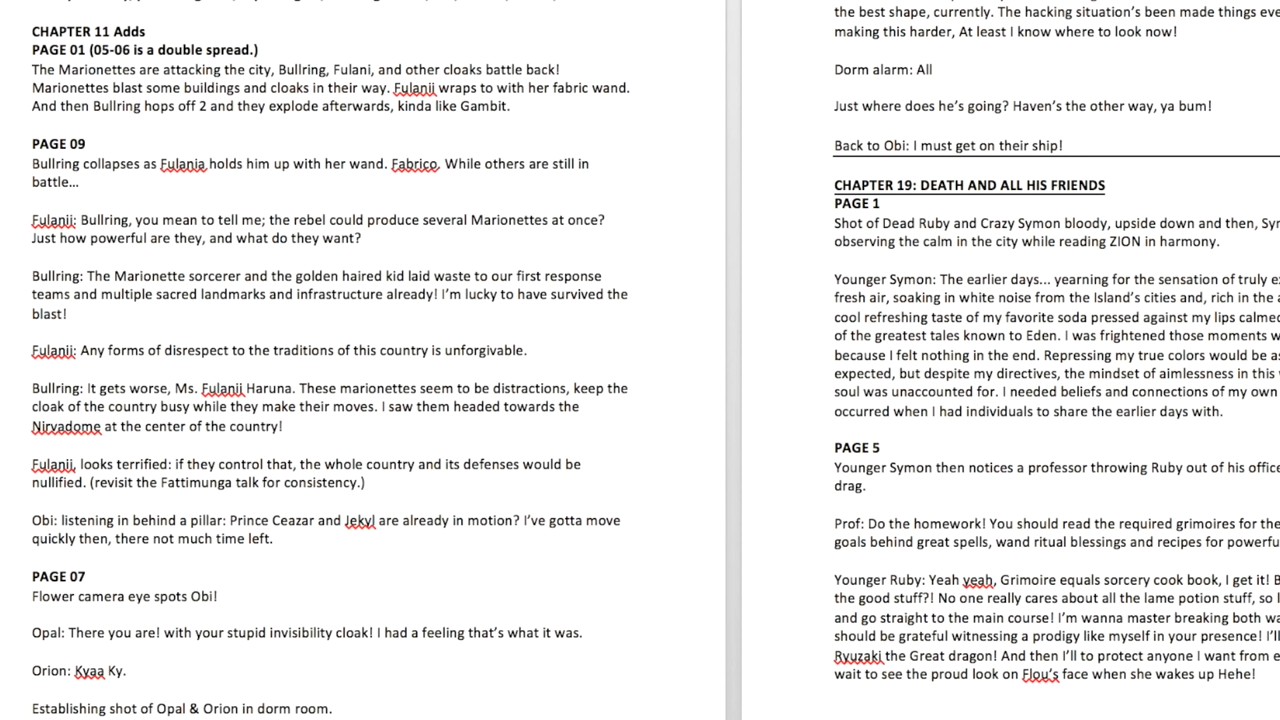 CHAPTER 11 Adds
PAGE 01 (05-06 is a double spread.)
The Marionettes are attacking the city, Bullring, Fulani, and other cloaks battle back!
Marionettes blast some buildings and cloaks in their way. Fulanii wraps to with her fabric wand.
And then Bullring hops off 2 and they explode afterwards, kinda like Gambit.
PAGE 09
Bullring collapses as Fulania holds him up with her wand. Fabrico. While others are still in
battle...
Fulanii: Bullring, you mean to tell me; the rebel could produce several Marionettes at once?
Just how powerful are they, and what do they want?
Bullring: The Marionette sorcerer and the golden haired kid laid waste to our first response
teams and multiple sacred landmarks and infrastructure already! I'm lucky to have survived the
blast!
Fulanii: Any forms of disrespect to the traditions of this country is unforgivable.
Bullring: It gets worse, Ms. Fulanii Haruna. These marionettes seem to be distractions, keep the
cloak of the country busy while they make their moves. I saw them headed towards the
Nirvadome at the center of the country!
Fulanii, looks terrified: if they control that, the whole country and its defenses would be
nullified. (revisit the Fattimunga talk for consistency.)
Obi: listening in behind a pillar: Prince Ceazar and Jekyl are already in motion? I've gotta move
quickly then, there not much time left.
PAGE 07
Flower camera eye spots Obi!
Opal: There you are! with your stupid invisibility cloak! I had a feeling that's what it was.
Orion: Kyaa Ky.
Establishing shot of Opal & Orion in dorm room.
the best shape, currently. The hacking situation's been made things eve
making this harder, At least I know where to look now!
Dorm alarm: All
Just where does he's going? Haven's the other way, ya bum!
Back to Obi: I must get on their ship!
CHAPTER 19: DEATH AND ALL HIS FRIENDS
PAGE 1
Shot of Dead Ruby and Crazy Symon bloody, upside down and then, Syr
observing the calm in the city while reading ZION in harmony.
Younger Symon: The earlier days... yearning for the sensation of truly e
fresh air, soaking in white noise from the Island's cities and, rich in the a
cool refreshing taste of my favorite soda pressed against my lips calmed
of the greatest tales known to Eden. I was frightened those moments w
because I felt nothing in the end. Repressing my true colors would be as
expected, but despite my directives, the mindset of aimlessness in this
soul was unaccounted for. I needed beliefs and connections of my own
occurred when I had individuals to share the earlier days with.
PAGE 5
Younger Symon then notices a professor throwing Ruby out of his office
drag.
Prof: Do the homework! You should read the required grimoires for the
goals behind great spells, wand ritual blessings and recipes for powerfu
Younger Ruby: Yeah yeah, Grimoire equals sorcery cook book, I get it! B
the good stuff?! No one really cares about all the lame potion stuff, so I
and go straight to the main course! I'm wanna master breaking both wa
should be grateful witnessing a prodigy like myself in your presence! I'll
Ryuzaki the Great dragon! And then I'll to protect anyone I want from e
wait to see the proud look on Flou's face when she wakes up Hehe!